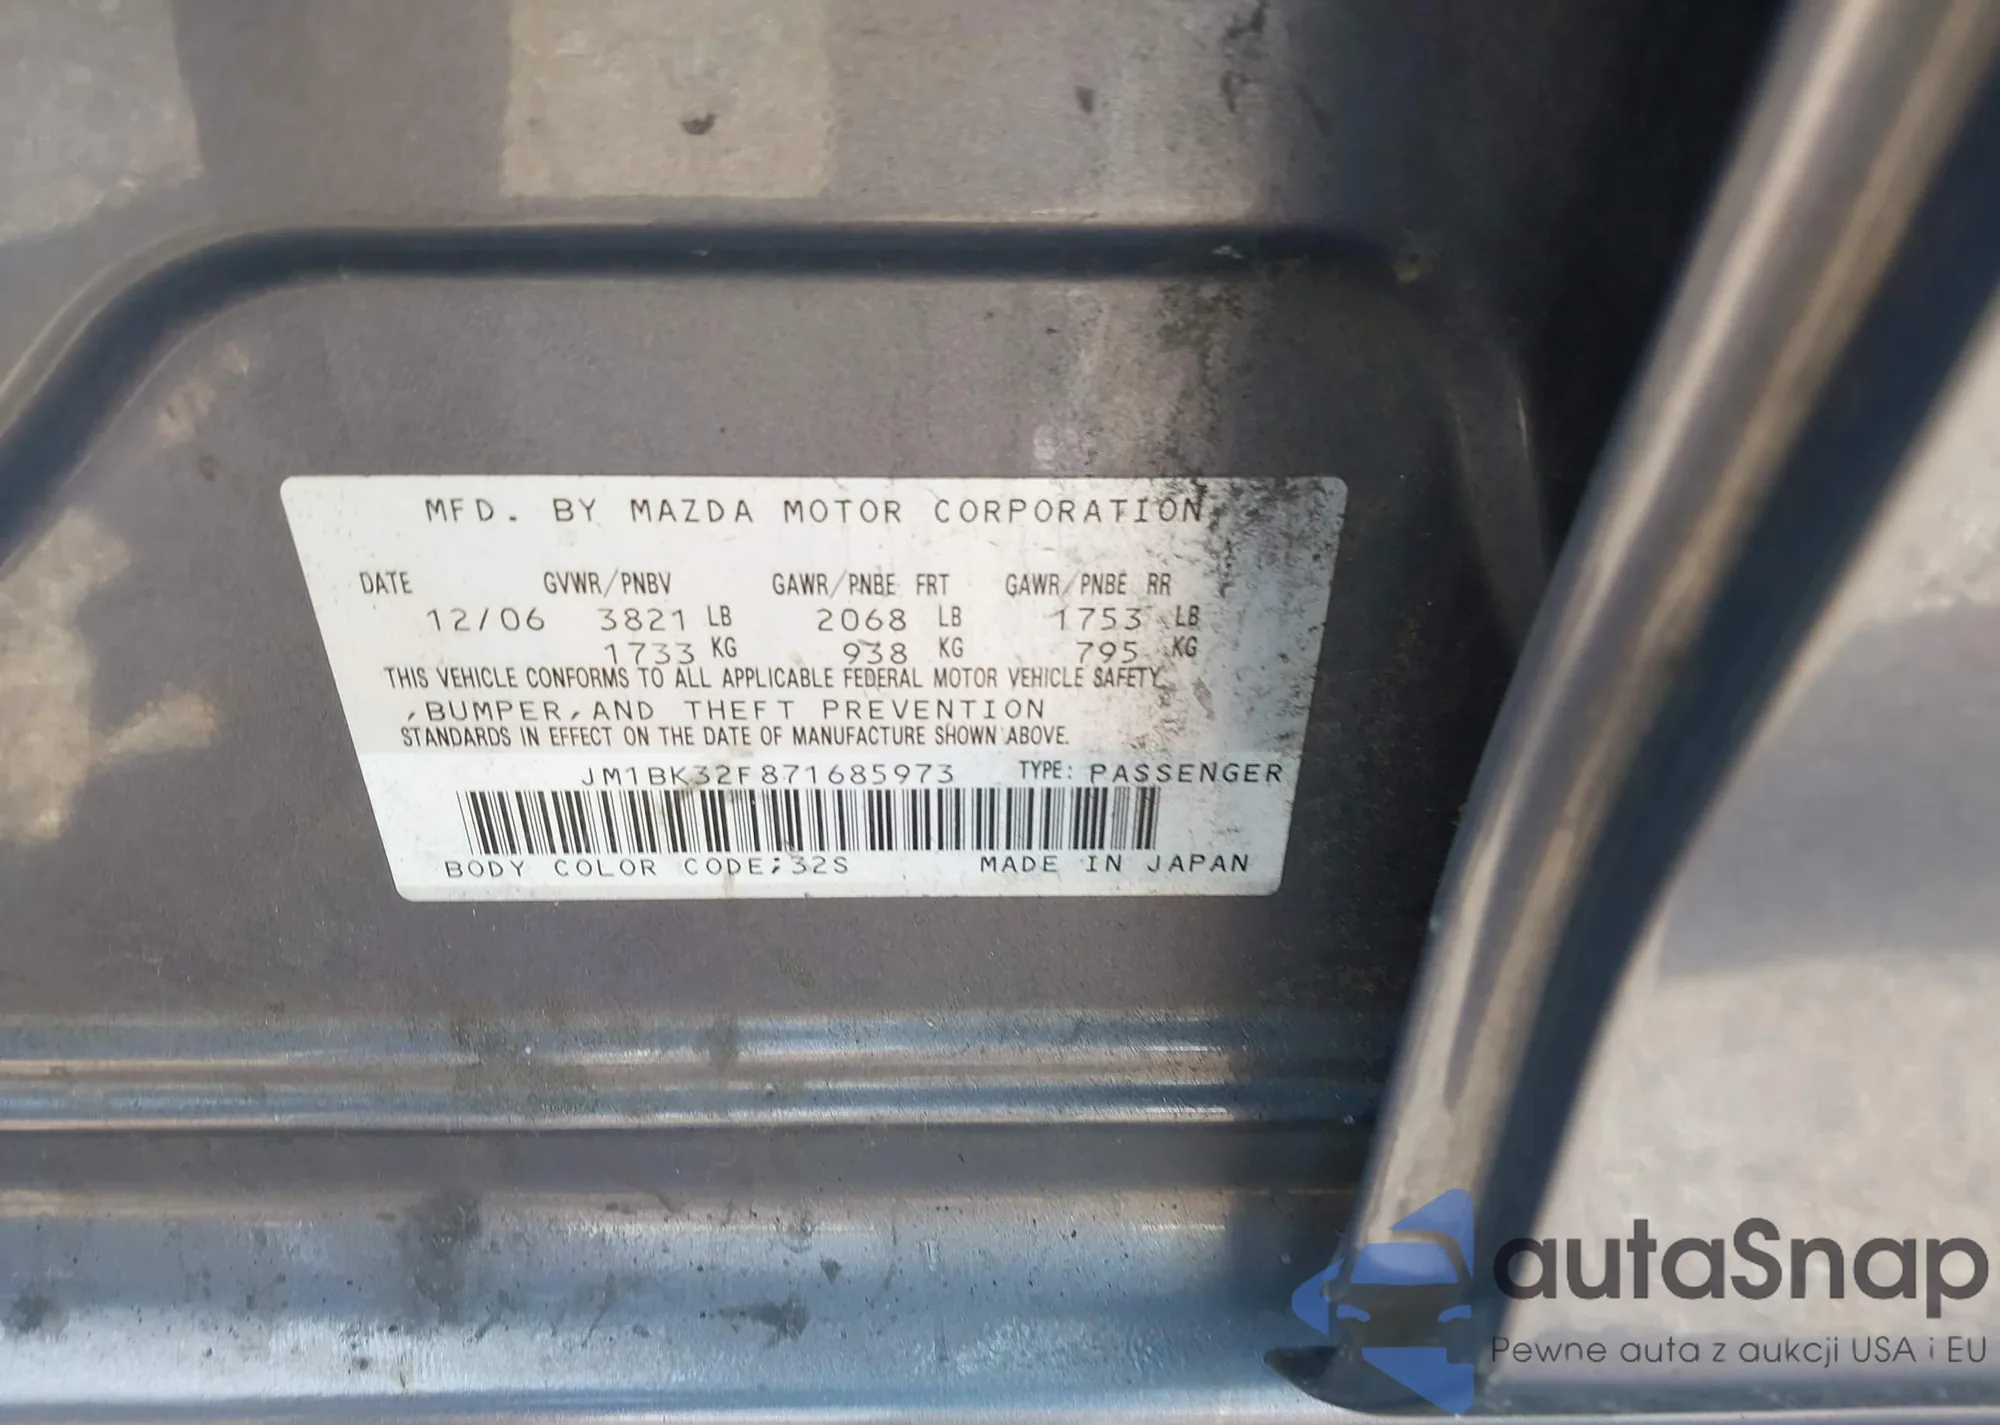 MFD. BY MAZDA MOTOR CORPORATION
DATE GVWR/PNBV GAWR/PNBE FRT GAWR/PNBE RR
12/06 3821 LB 2068 LB 1753 LB
1733 KG 938 KG 795 KG
THIS VEHICLE CONFORMS TO ALL APPLICABLE FEDERAL MOTOR VEHICLE SAFETY
,BUMPER,AND THEFT PREVENTION
STANDARDS IN EFFECT ON THE DATE OF MANUFACTURE SHOWN ABOVE.
JM1BK32F871685973 TYPE: PASSENGER
BODY COLOR CODE;32S MADE IN JAPAN
autaSnap
Pewne auta z aukcji USA i EU